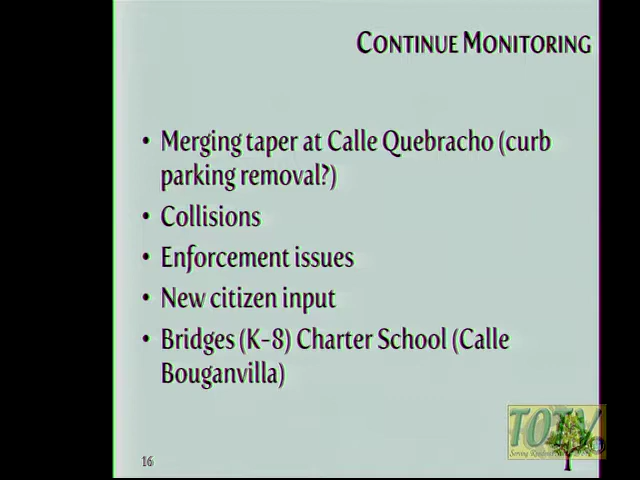 CONTINUE MONITORING
• Merging taper at Calle Quebracho (curb
parking removal?)
• Collisions
• Enforcement issues
• New citizen input
• Bridges (K-8) Charter School (Calle
Bouganvilla)
TOTV
16